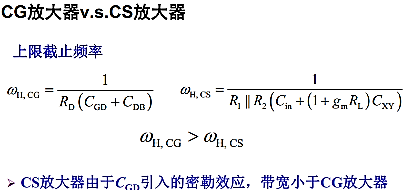 CG放大器v.s.CS放大器
上限截止频率
ω_{H, CG} = \frac{1}{R_D(C_{GD} + C_{DB})}    ω_{H, CS} = \frac{1}{R_1 ∥ R_2 (C_{in} + (1 + g_m R_L) C_{XY})}
ω_{H, CG} > ω_{H, CS}
➢ CS放大器由于C_{GD}引入的密勒效应，带宽小于CG放大器